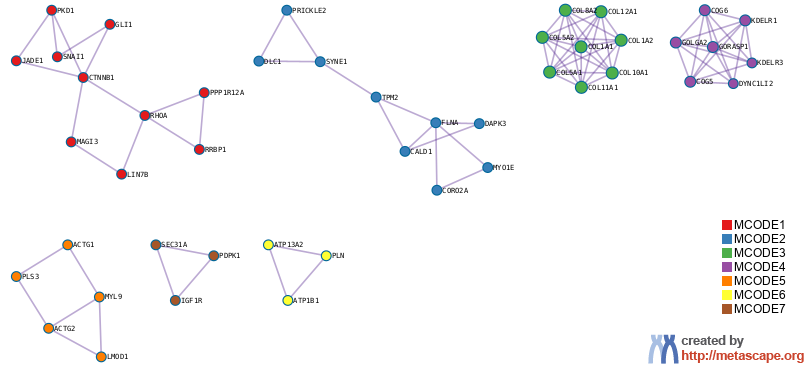 PKD1
GLI1
JADE1
SNAI1
CTNNB1
PPP1R12A
RHOA
MAGI3
RRBP1
LIN7B
PRICKLE2
DLC1
SYNE1
TPM2
FLNA
DAPK3
CALD1
MYO1E
CORO2A
COL8A2
COL12A1
COL5A2
COL1A2
COL1A1
COL6A1
COL10A1
COL11A1
COG6
KDELR1
GOLGA2
GORASP1
KDELR3
COG5
DYNC1LI2
ACTG1
PLS3
MYL9
ACTG2
LMOD1
SEC31A
PDPK1
IGF1R
ATP13A2
PLN
ATP1B1
MCODE1
MCODE2
MCODE3
MCODE4
MCODE5
MCODE6
MCODE7
created by
http://metascape.org